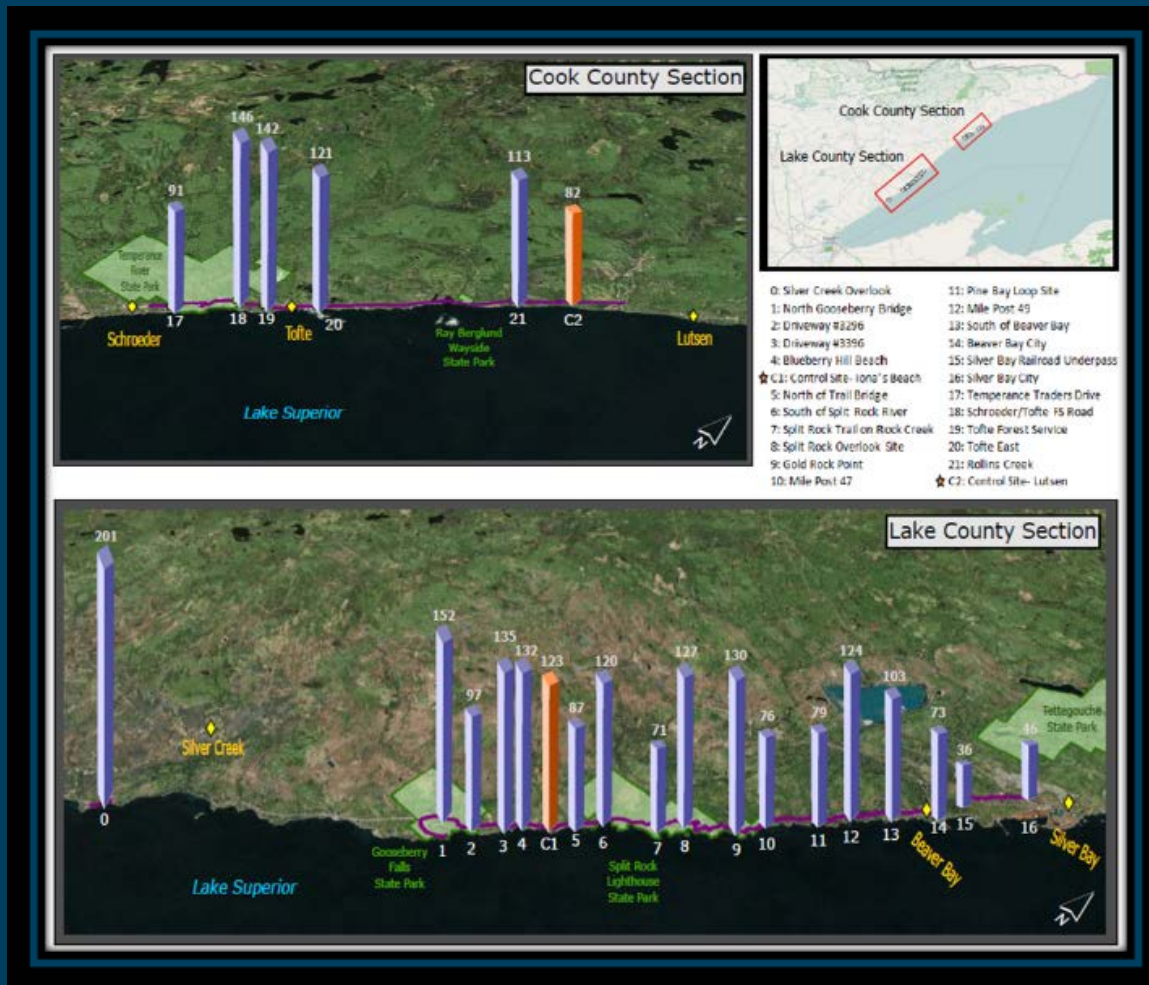 Cook County Section
146
142
121
113
91
82
Temperance
River
State Park
17
18
19
20
21
C2
Schroeder
Tofte
Ray Berglund
Wayside
State Park
Lutsen
Lake Superior
N
Cook County Section
Lake County Section
0: Silver Creek Overlook
1: North Gooseberry Bridge
2: Driveway #3296
3: Driveway #3396
4: Blueberry Hill Beach
C1: Control Site- Iona's Beach
5: North of Trail Bridge
6: South of Split Rock River
7: Split Rock Trail on Rock Creek
8: Split Rock Overlook Site
9: Gold Rock Point
10: Mile Post 47
11: Pine Bay Loop Site
12: Mile Post 49
13: South of Beaver Bay
14: Beaver Bay City
15: Silver Bay Railroad Underpass
16: Silver Bay City
17: Temperance Traders Drive
18: Schroeder/Tofte FS Road
19: Tofte Forest Service
20: Tofte East
21: Rollins Creek
C2: Control Site- Lutsen
Lake County Section
201
152
97
135
132
123
87
120
71
127
130
76
79
124
103
73
36
46
Tettegouche
State Park
Silver Creek
0
1
2
3
4
C1
5
6
7
8
9
10
11
12
13
14
15
16
Beaver Bay
Silver Bay
Gooseberry
Falls
State Park
Split Rock
Lighthouse
State Park
Lake Superior
N